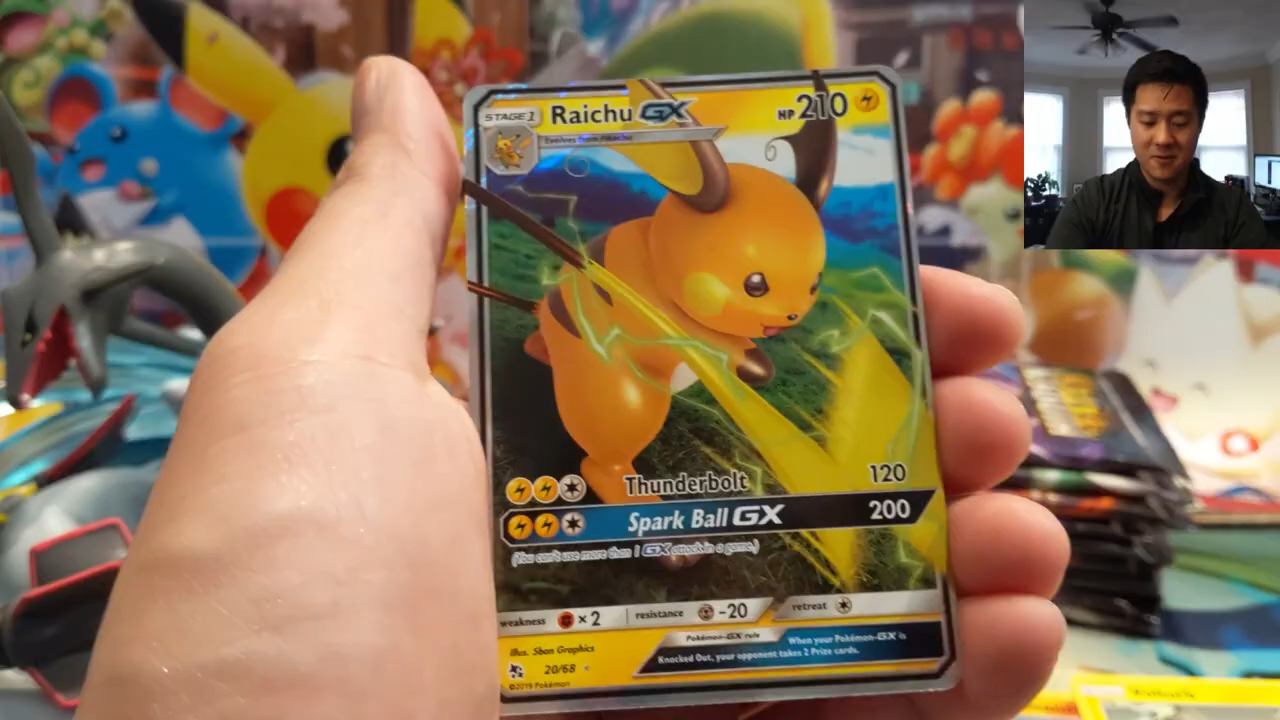 STAGE 1 Raichu GX HP 210
Evolves from Pikachu
Thunderbolt 120
Spark Ball GX 200
(You can't use more than 1 GX attack in a game.)
weakness ×2 resistance -20 retreat
Pokémon-GX rule When your Pokémon-GX is
Knocked Out, your opponent takes 2 Prize cards.
Illus. 5ban Graphics
20/68
©2019 Pokémon